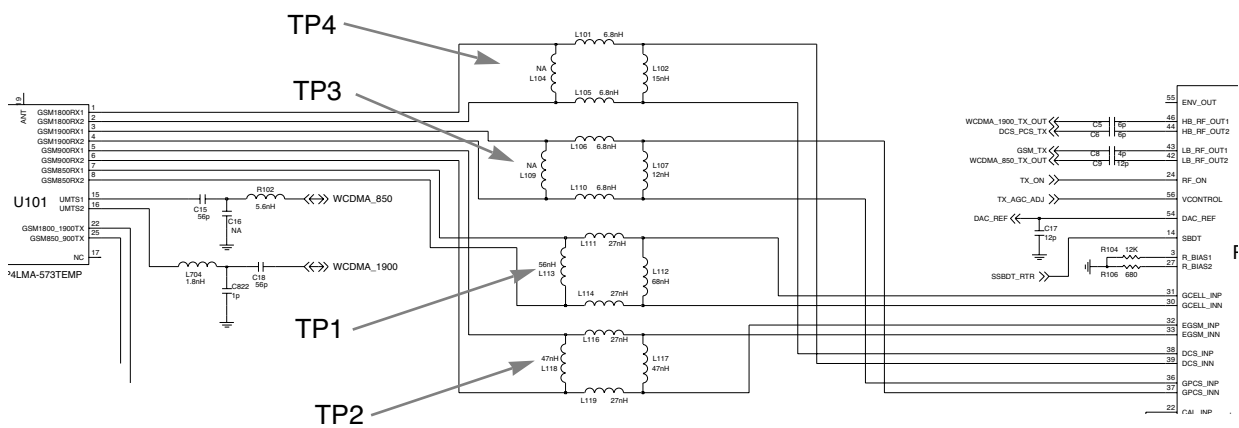 TP4
TP3
TP1
TP2
19
ANT
GSM1800RX1 1
GSM1800RX2 2
GSM1900RX1 3
GSM1900RX2 4
GSM900RX1 5
GSM900RX2 6
GSM850RX1 7
GSM850RX2 8
UMTS1 15
UMTS2 16
GSM1800_1900TX 22
GSM850_900TX 25
NC 17
U101
P4LMA-573TEMP
C15
56p
C16
NA
R102
5.6nH
WCDMA_850
L704
1.8nH
C822
1p
C18
56p
WCDMA_1900
L101 6.8nH
NA
L104
L102
15nH
L105 6.8nH
L106 6.8nH
NA
L109
L107
12nH
L110 6.8nH
L111 27nH
56nH
L113
L112
68nH
L114 27nH
L116 27nH
47nH
L118
L117
47nH
L119 27nH
WCDMA_1900_TX_OUT
C5 6p
DCS_PCS_TX
C6 6p
GSM_TX
C8 4p
WCDMA_850_TX_OUT
C9 12p
TX_ON
TX_AGC_ADJ
DAC_REF
C17
12p
SSBDT_RTR
R104 12K
R106 680
55 ENV_OUT
46 HB_RF_OUT1
44 HB_RF_OUT2
43 LB_RF_OUT1
42 LB_RF_OUT2
24 RF_ON
56 VCONTROL
54 DAC_REF
14 SBDT
3 R_BIAS1
27 R_BIAS2
31 GCELL_INP
30 GCELL_INN
32 EGSM_INP
33 EGSM_INN
38 DCS_INP
39 DCS_INN
36 GPCS_INP
37 GPCS_INN
22 CAL_INP